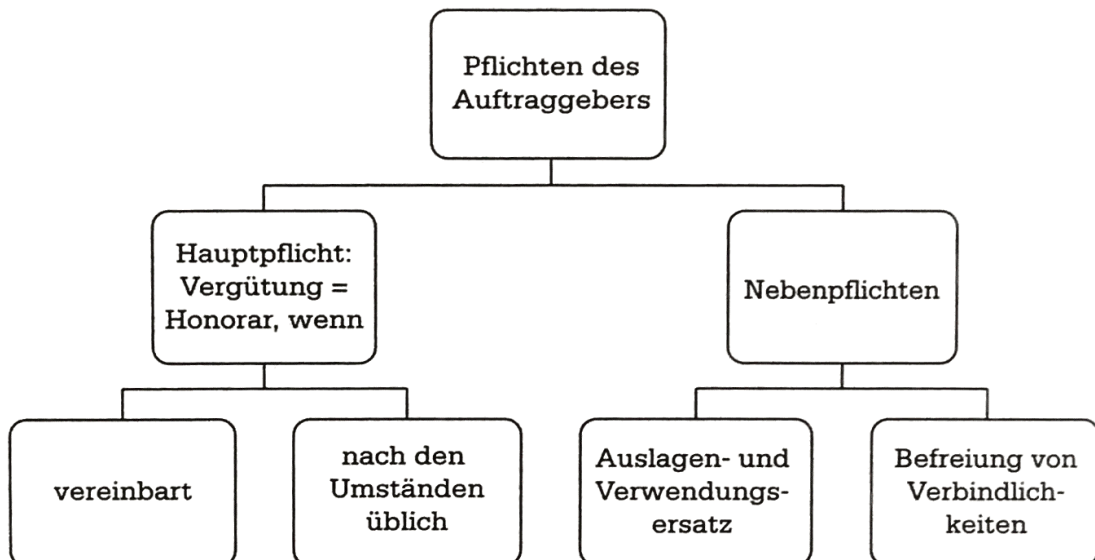 Pflichten des
Auftraggebers
Hauptpflicht:
Vergütung =
Honorar, wenn
Nebenpflichten
vereinbart
nach den
Umständen
üblich
Auslagen- und
Verwendungs-
ersatz
Befreiung von
Verbindlich-
keiten